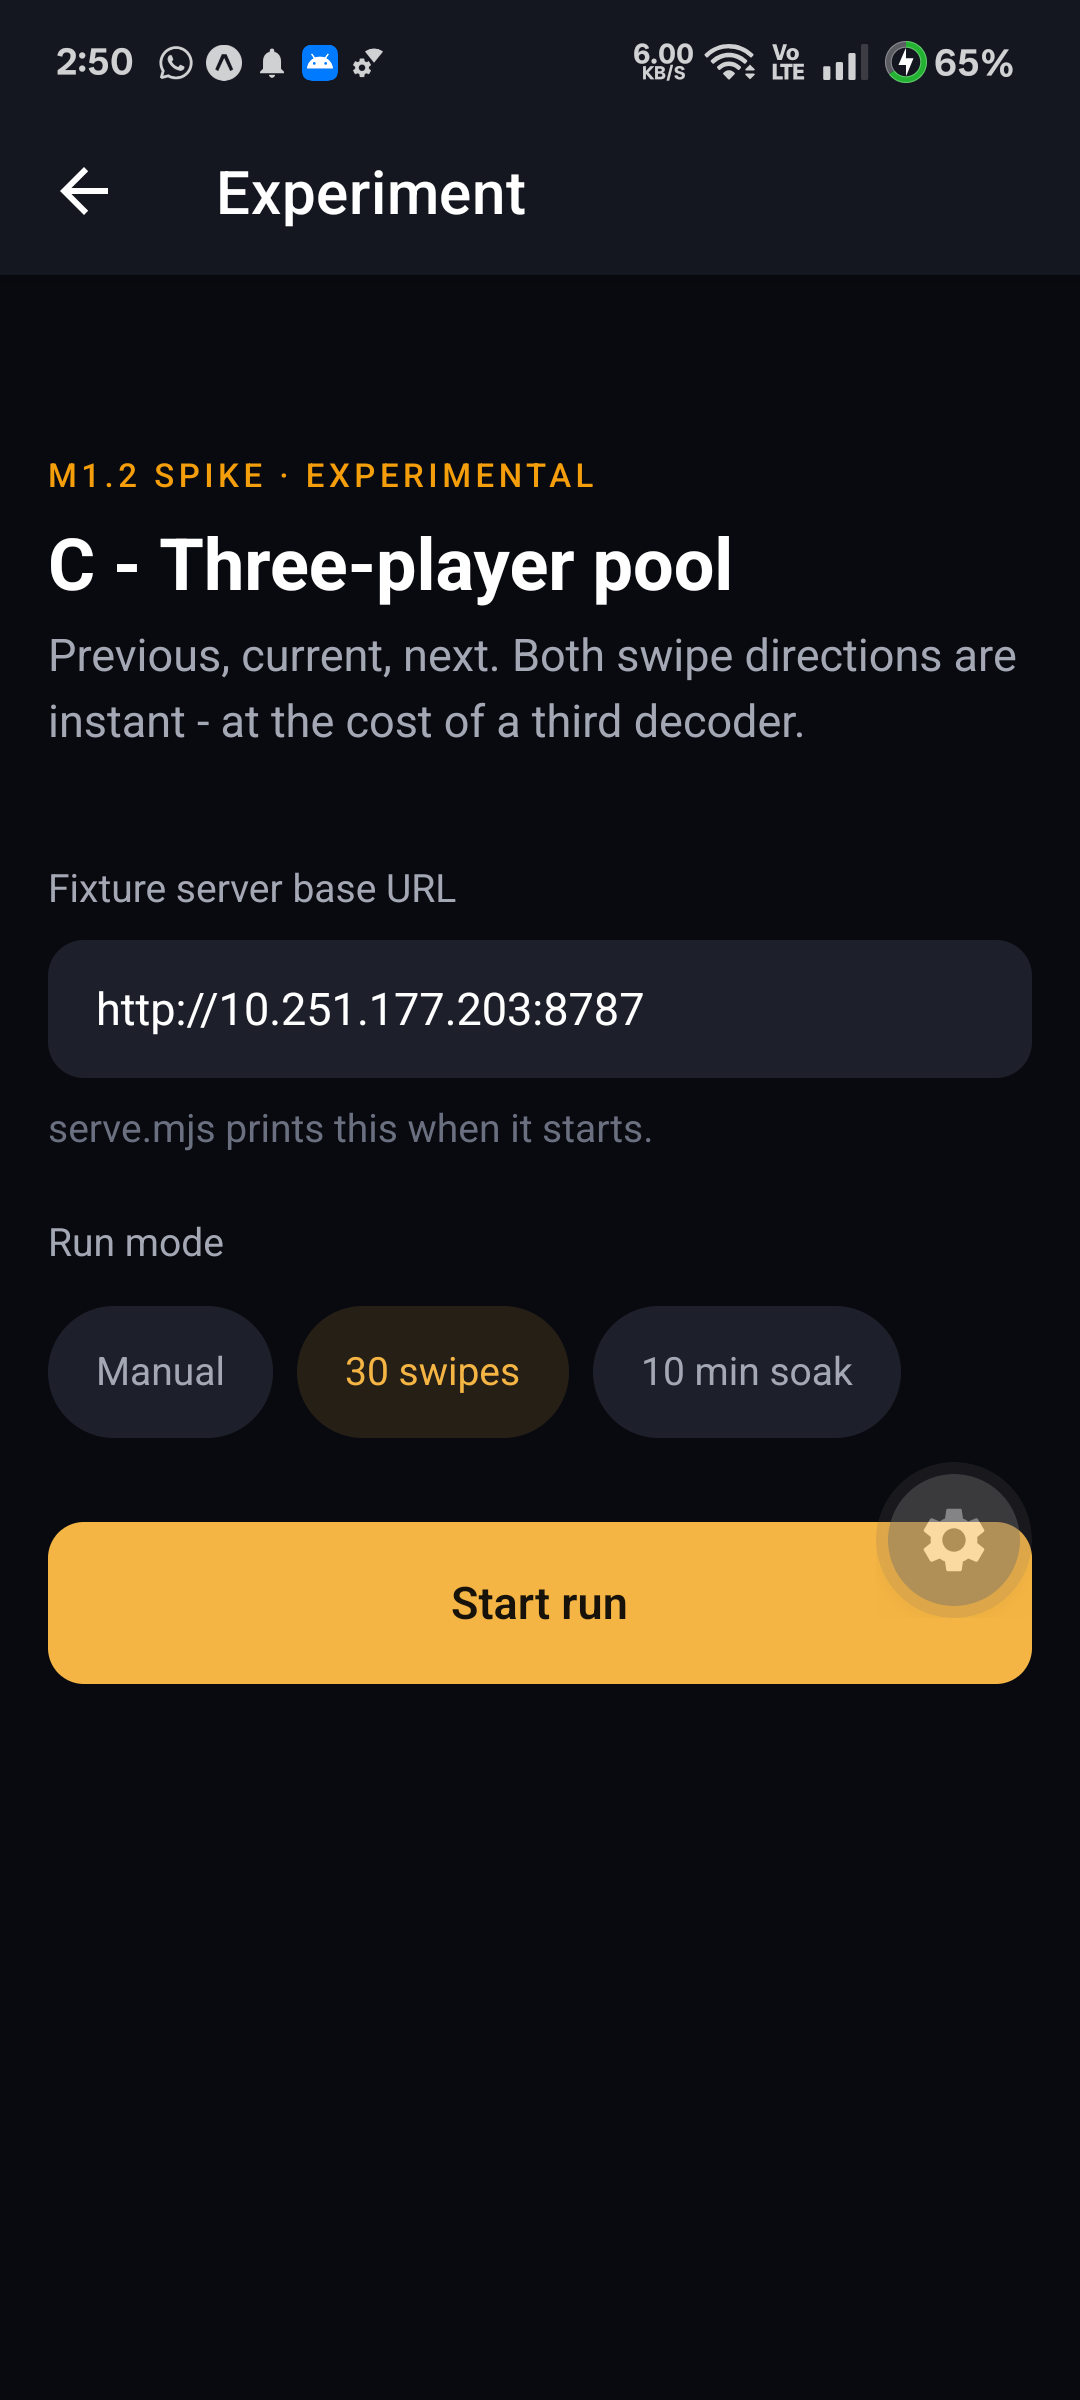 2:50
6.00
KB/S
Vo
LTE
65%
Experiment
M1.2 SPIKE · EXPERIMENTAL
C - Three-player pool
Previous, current, next. Both swipe directions are
instant - at the cost of a third decoder.
Fixture server base URL
http://10.251.177.203:8787
serve.mjs prints this when it starts.
Run mode
Manual
30 swipes
10 min soak
Start run